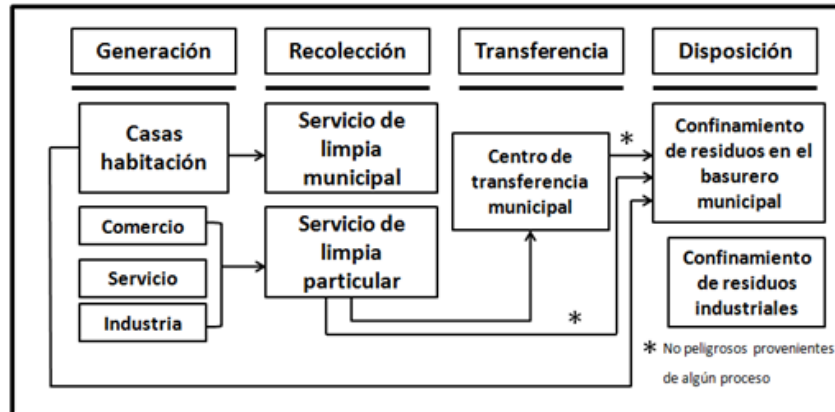 Generación
Recolección
Transferencia
Disposición
Casas
habitación
Servicio de
limpia
municipal
Centro de
transferencia
municipal
*
Confinamiento
de residuos en el
basurero
municipal
Comercio
Servicio
Industria
Servicio de
limpia
particular
*
Confinamiento
de residuos
industriales
* No peligrosos provenientes
de algún proceso